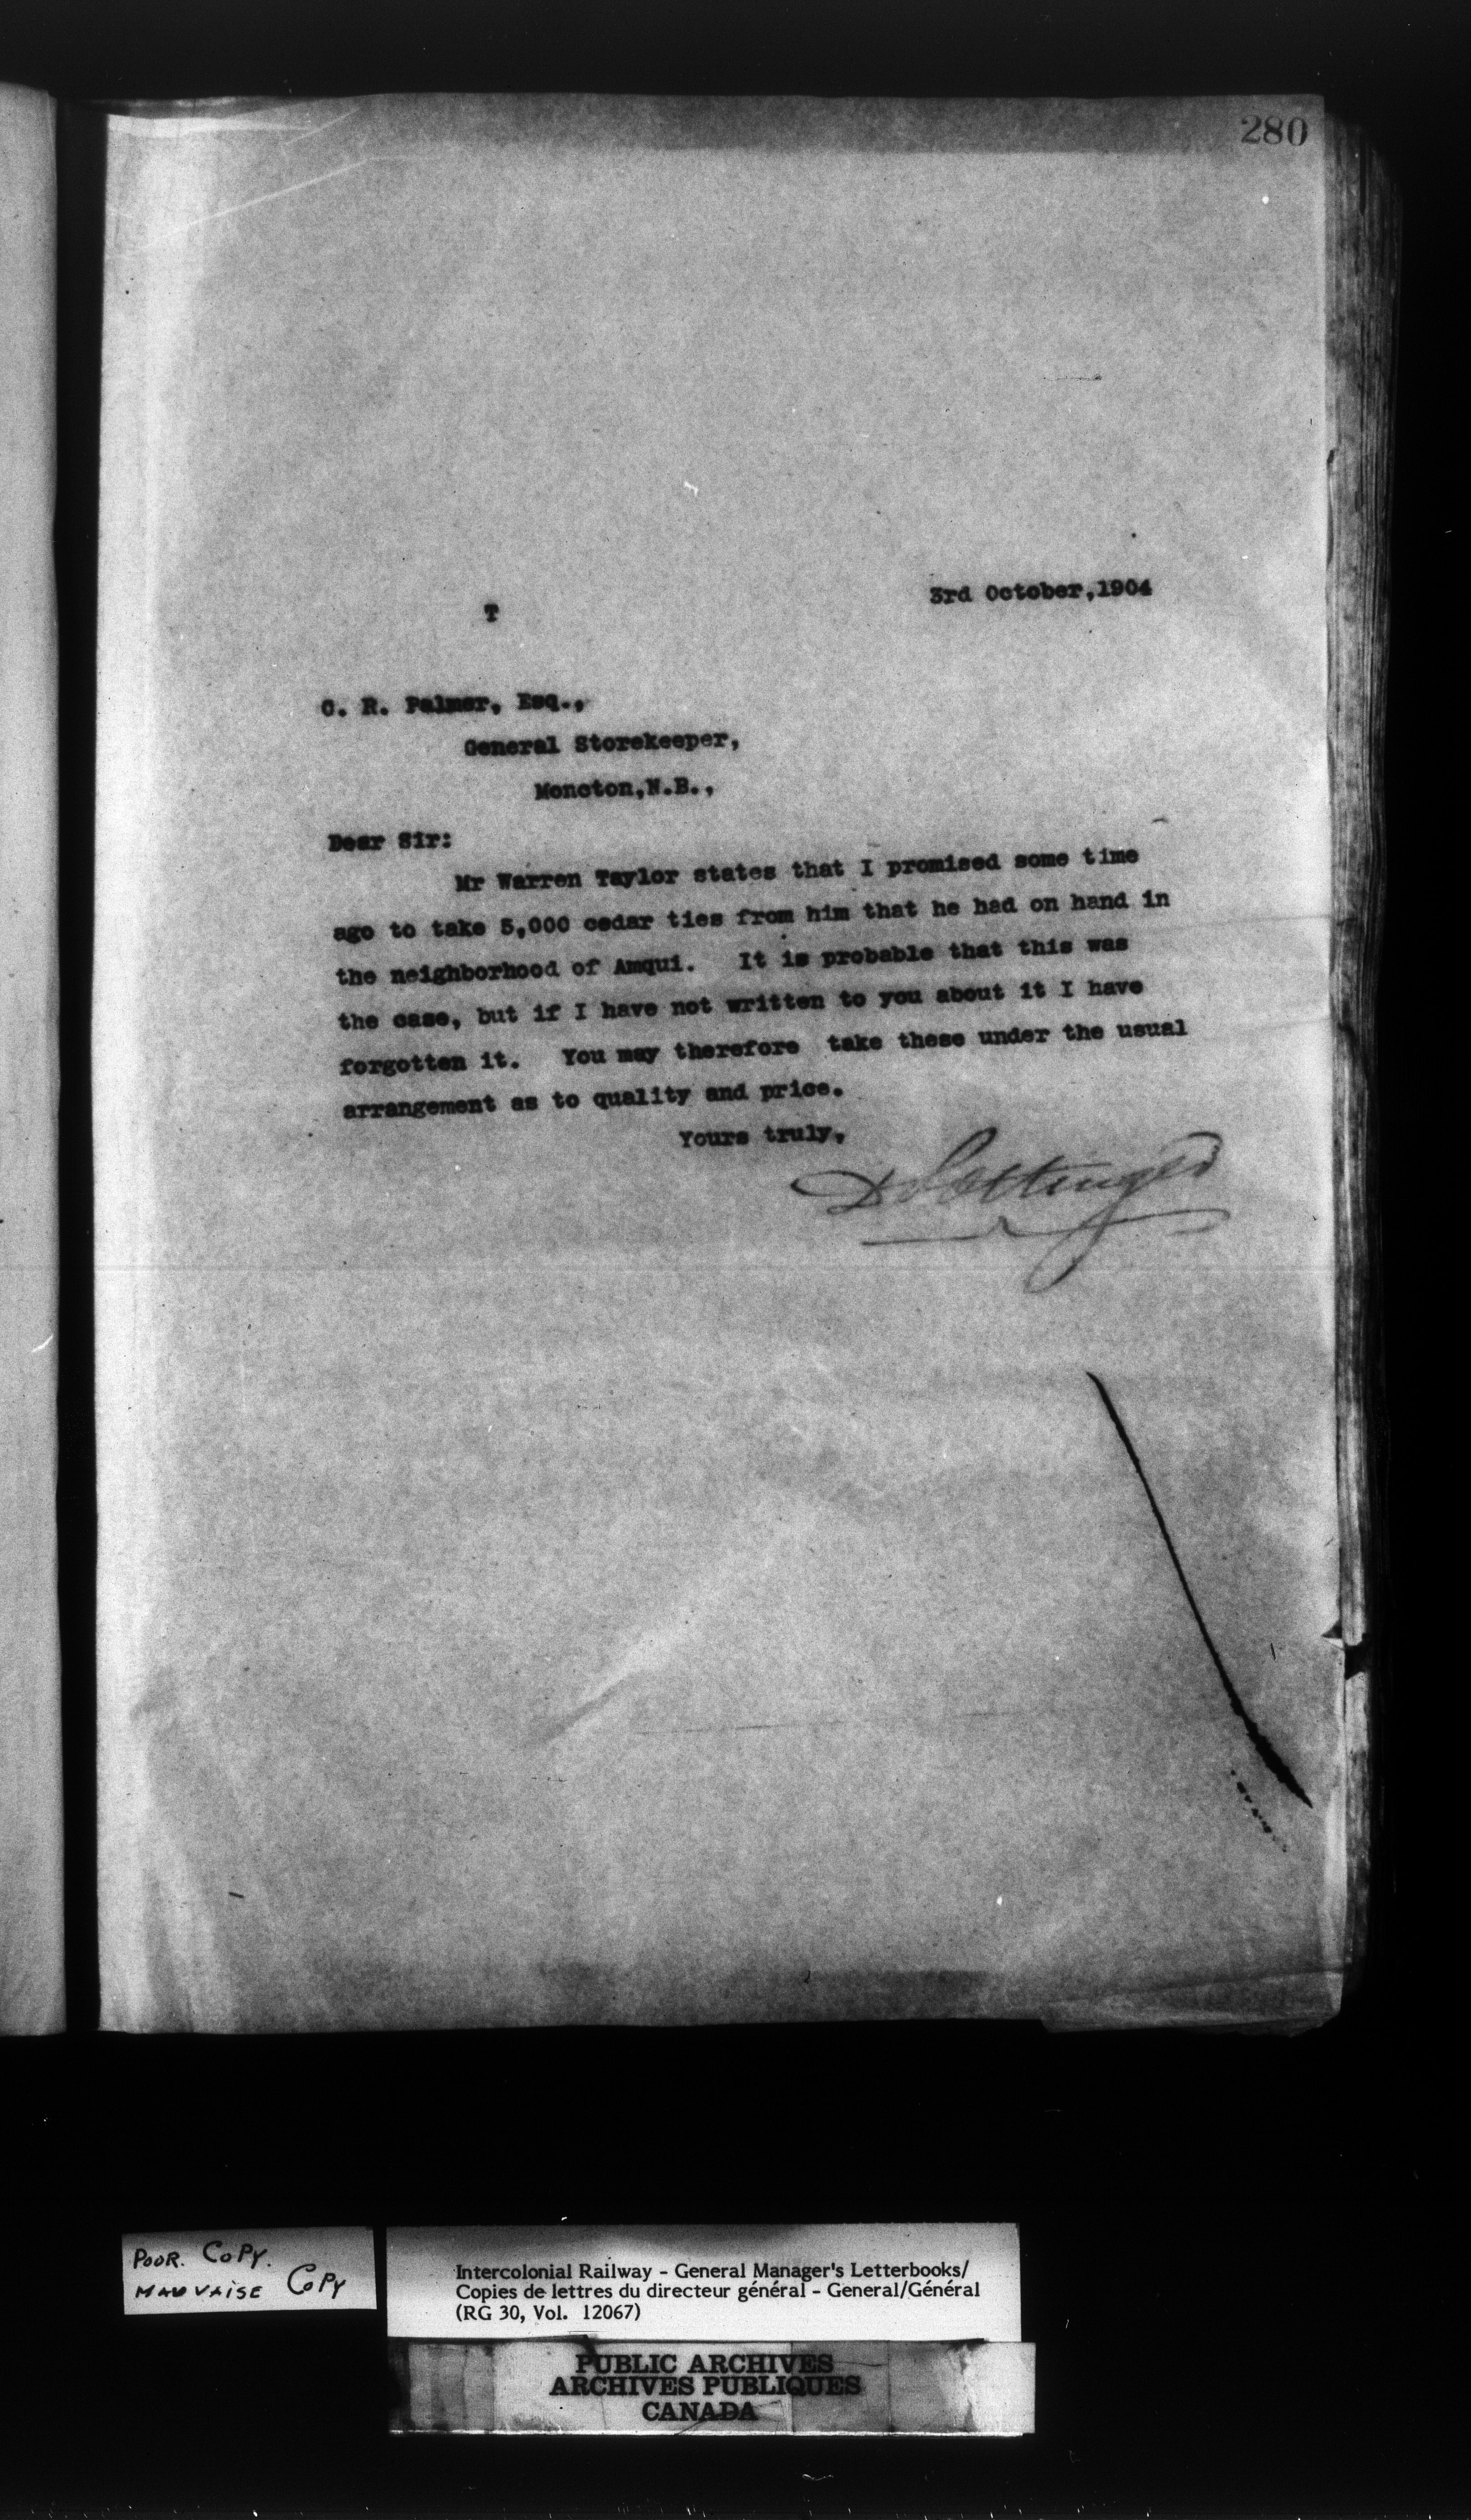 280
3rd October,1904
T
C. R. Palmer, Esq.,
General Storekeeper,
Moncton,N.B.,
Dear Sir:
Mr Warren Taylor states that I promised some time
ago to take 5,000 cedar ties from him that he had on hand in
the neighborhood of Amqui. It is probable that this was
the case, but if I have not written to you about it I have
forgotten it. You may therefore take these under the usual
arrangement as to quality and price.
Yours truly,
D Pottinger
POOR. COPY.
MAUVAISE COPY
Intercolonial Railway - General Manager's Letterbooks/
Copies de lettres du directeur général - General/Général
(RG 30, Vol. 12067)
PUBLIC ARCHIVES
ARCHIVES PUBLIQUES
CANADA